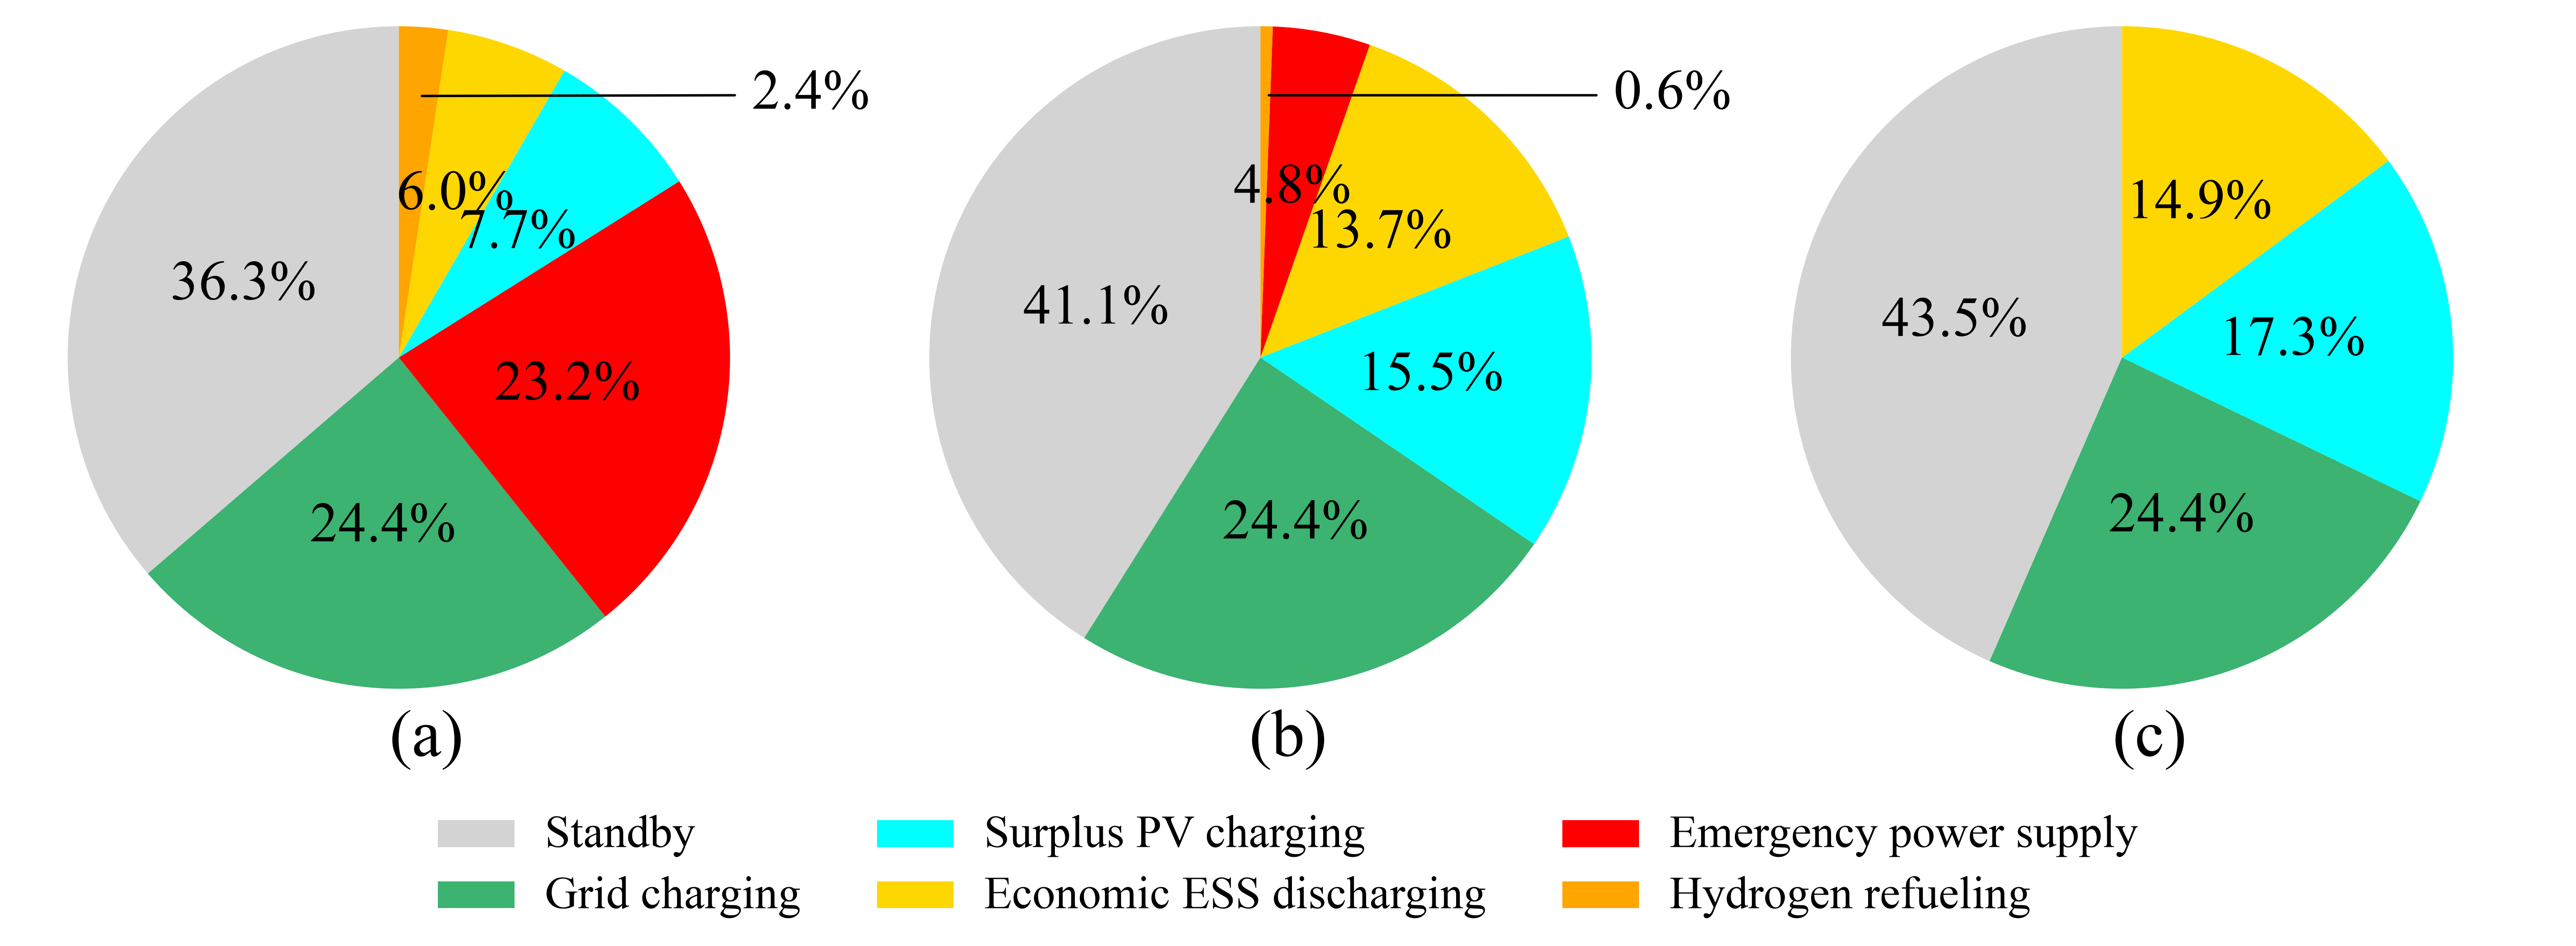 2.4%
6.0%
7.7%
36.3%
23.2%
24.4%
(a)
0.6%
4.8%
13.7%
41.1%
15.5%
24.4%
(b)
14.9%
43.5%
17.3%
24.4%
(c)
Standby
Surplus PV charging
Emergency power supply
Grid charging
Economic ESS discharging
Hydrogen refueling